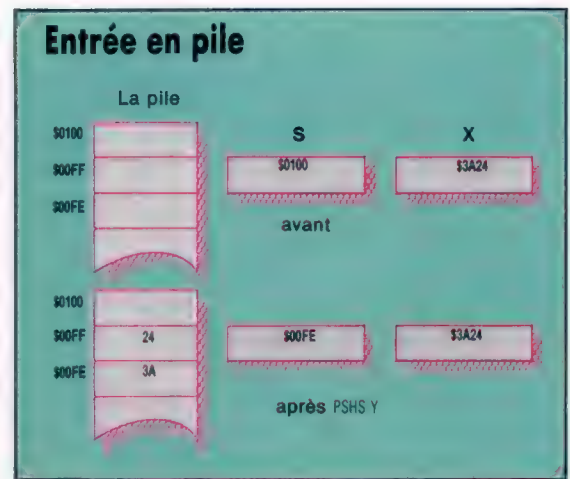 Entrée en pile
La pile
S
X
$0100
$0100
$3A24
$00FF
$00FE
avant
$0100
$00FF
24
$00FE
$3A24
$00FE
3A
après PSHS Y